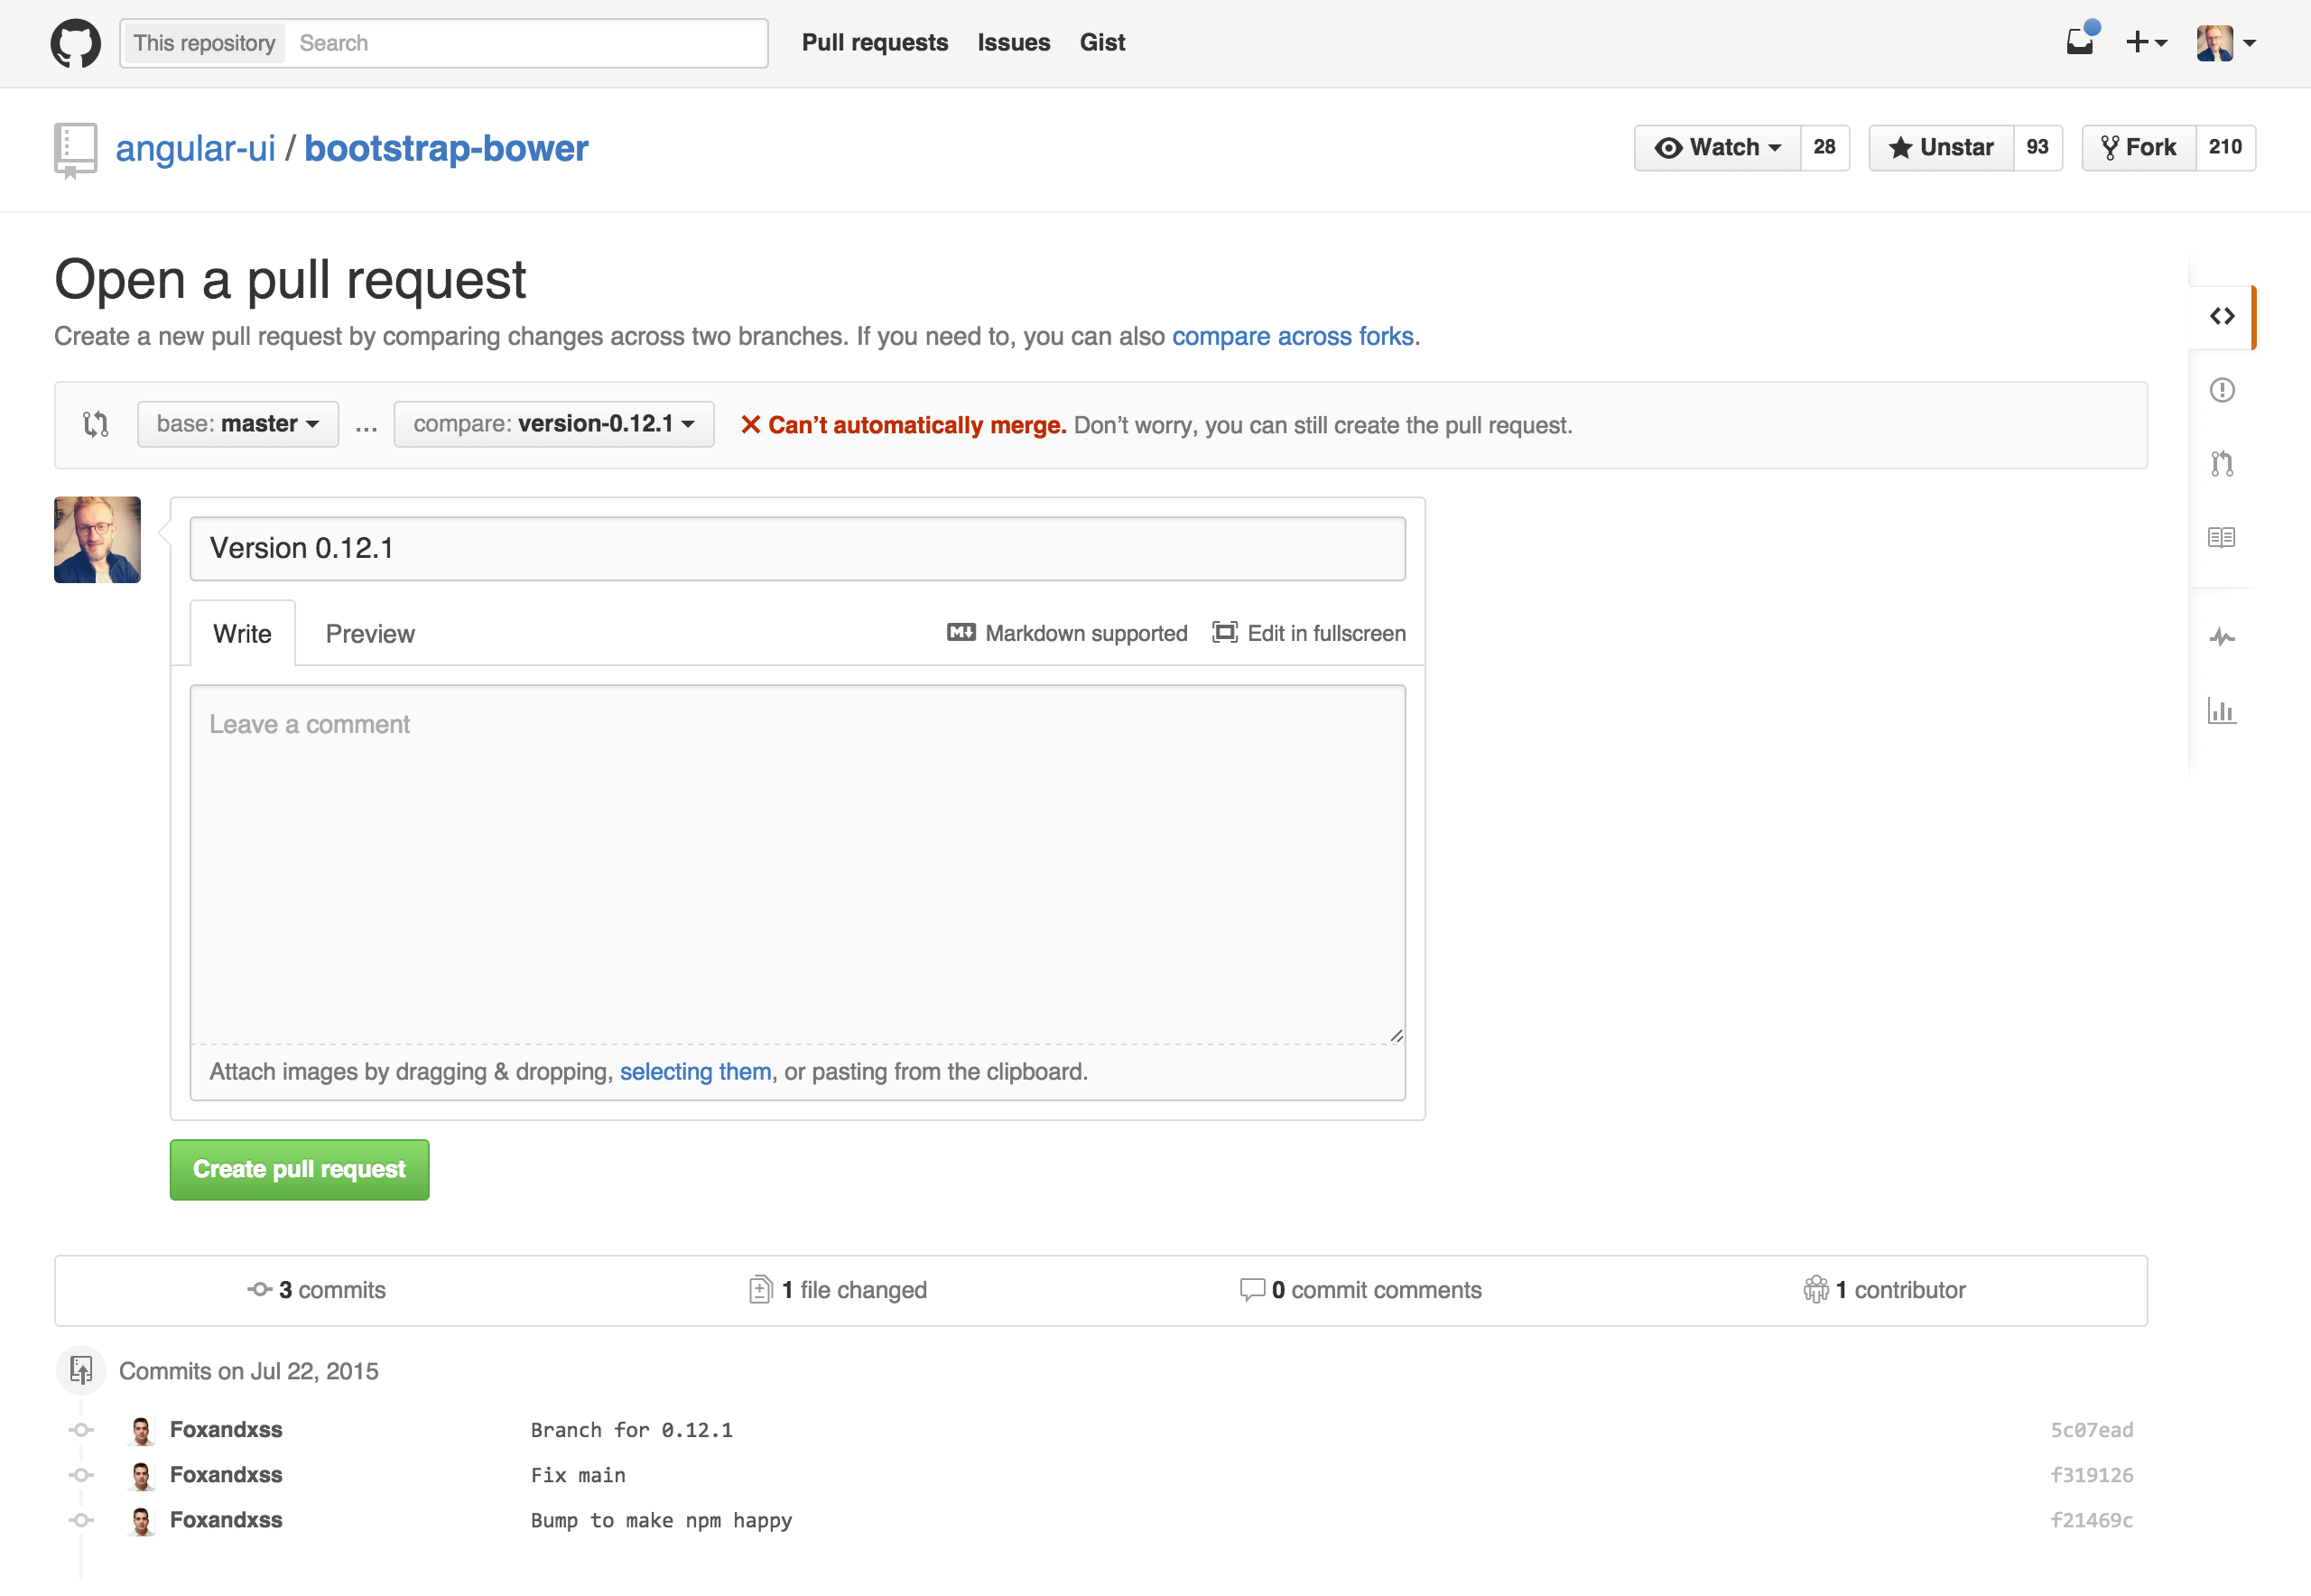 This repository Search Pull requests Issues Gist
angular-ui / bootstrap-bower Watch 28 Unstar 93 Fork 210
Open a pull request
Create a new pull request by comparing changes across two branches. If you need to, you can also compare across forks.
base: master ... compare: version-0.12.1 Can’t automatically merge. Don’t worry, you can still create the pull request.
Version 0.12.1
Write Preview Markdown supported Edit in fullscreen
Leave a comment
Attach images by dragging & dropping, selecting them, or pasting from the clipboard.
Create pull request
3 commits 1 file changed 0 commit comments 1 contributor
Commits on Jul 22, 2015
Foxandxss Branch for 0.12.1 5c07ead
Foxandxss Fix main f319126
Foxandxss Bump to make npm happy f21469c